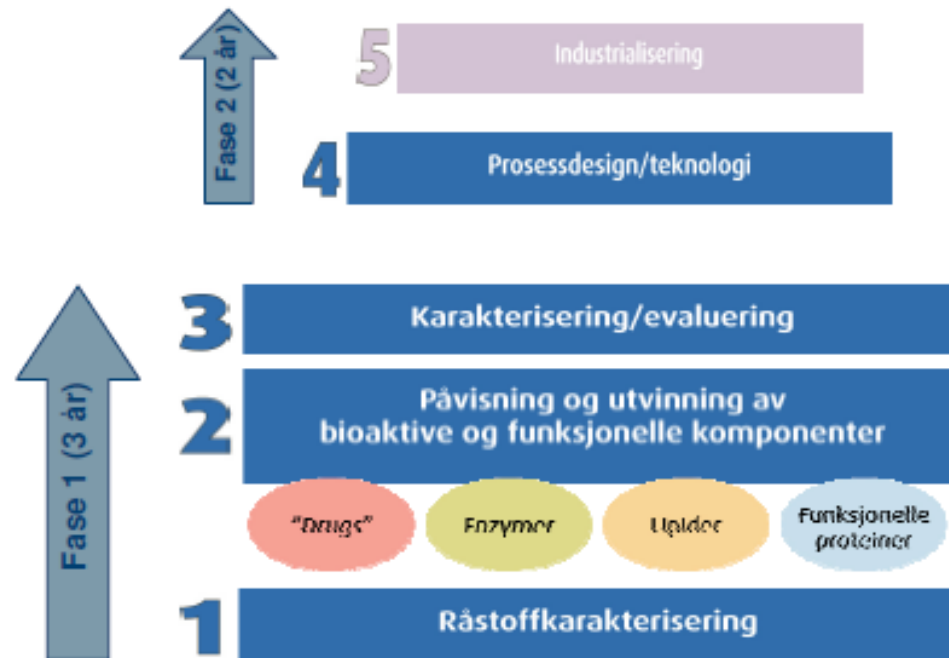 Fase 2 (2 år)
5 Industrialisering
4 Prosessdesign/teknologi
Fase 1 (3 år)
3 Karakterisering/evaluering
2 Påvisning og utvinning av
bioaktive og funksjonelle komponenter
"Drugs"
Enzymer
Lipider
Funksjonelle
proteiner
1 Råstoffkarakterisering